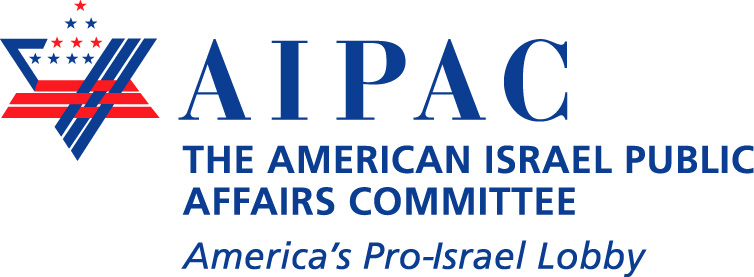 AIPAC
THE AMERICAN ISRAEL PUBLIC
AFFAIRS COMMITTEE
America's Pro-Israel Lobby